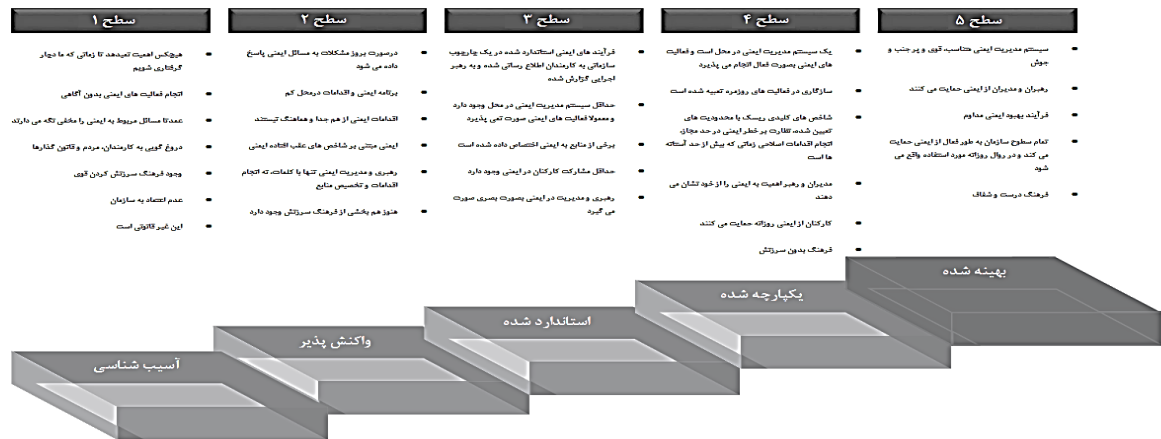 سطح ۱
هیچکس اهمیت نمیدهد تا زمانی که ما دچار
گرفتاری شویم
انجام فعالیت های ایمنی بدون آگاهی
عمدتا مسائل مربوط به ایمنی را مخفی نگه می دارند
دروغ گویی به کارمندان، مردم و قانون گذارها
وجود فرهنگ سرزنش کردن قوی
عدم اعتماد به سازمان
این غیر قانونی است
سطح ۲
درصورت بروز مشکلات به مسائل ایمنی پاسخ
داده می شود
برنامه ایمنی و اقدامات درمحل کم
اقدامات ایمنی از هم جدا و هماهنگ نیستند
ایمنی مبتنی بر شاخص های عقب افتاده ایمنی
رهبری و مدیریت ایمنی تنها با کلمات، نه انجام
اقدامات و تخصیص منابع
هنوز هم بخشی از فرهنگ سرزنش وجود دارد
سطح ۳
فرآیند های ایمنی استاندارد شده در یک چارچوب
سازمانی به کارمندان اطلاع رسانی شده و به رهبر
اجرایی گزارش شده
حداقل سیستم مدیریت ایمنی در محل وجود دارد
و معمولا فعالیت های ایمنی صورت نمی پذیرد
برخی از منابع به ایمنی اختصاص داده شده است
حداقل مشارکت کارکنان در ایمنی وجود دارد
رهبری و مدیریت در ایمنی بصورت بصری صورت
می گیرد
سطح ۴
یک سیستم مدیریت ایمنی در محل است و فعالیت
های ایمنی بصورت فعال انجام می پذیرد
سازگاری در فعالیت های روزمره تعبیه شده است
شاخص های کلیدی ریسک با محدودیت های
تعیین شده، نظارت بر خطر ایمنی در حد مجاز،
انجام اقدامات اصلاحی زمانی که بیش از حد آستانه
ها است
مدیران و رهبر اهمیت به ایمنی را از خود نشان می
دهند
کارکنان از ایمنی روزانه حمایت می کنند
فرهنگ بدون سرزنش
سطح ۵
سیستم مدیریت ایمنی متناسب، قوی و پر جنب و
جوش
رهبران و مدیران از ایمنی حمایت می کنند
فرآیند بهبود ایمنی مداوم
تمام سطوح سازمان به طور فعال از ایمنی حمایت
می کند و در روال روزانه مورد استفاده واقع می
شود
فرهنگ درست و شفاف
آسیب شناسی
واکنش پذیر
استاندارد شده
یکپارچه شده
بهینه شده